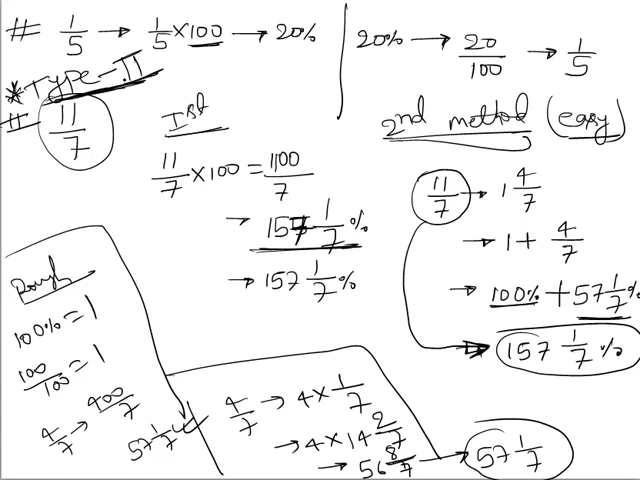 # 1/5 → 1/5 × 100 → 20%
20% → 20/100 → 1/5
* Type - II
# 11/7
Ist
11/7 × 100 = 1100/7
→ 157 1/7 %
→ 157 1/7 %
2nd method (easy)
11/7 → 1 4/7
→ 1 + 4/7
→ 100% + 57 1/7 %
157 1/7 %
Rough
100% = 1
100/100 = 1
4/7 → 400/7
57 1/7
4/7 → 4 × 1/7
→ 4 × 14 2/7
→ 56 8/7 → 57 1/7